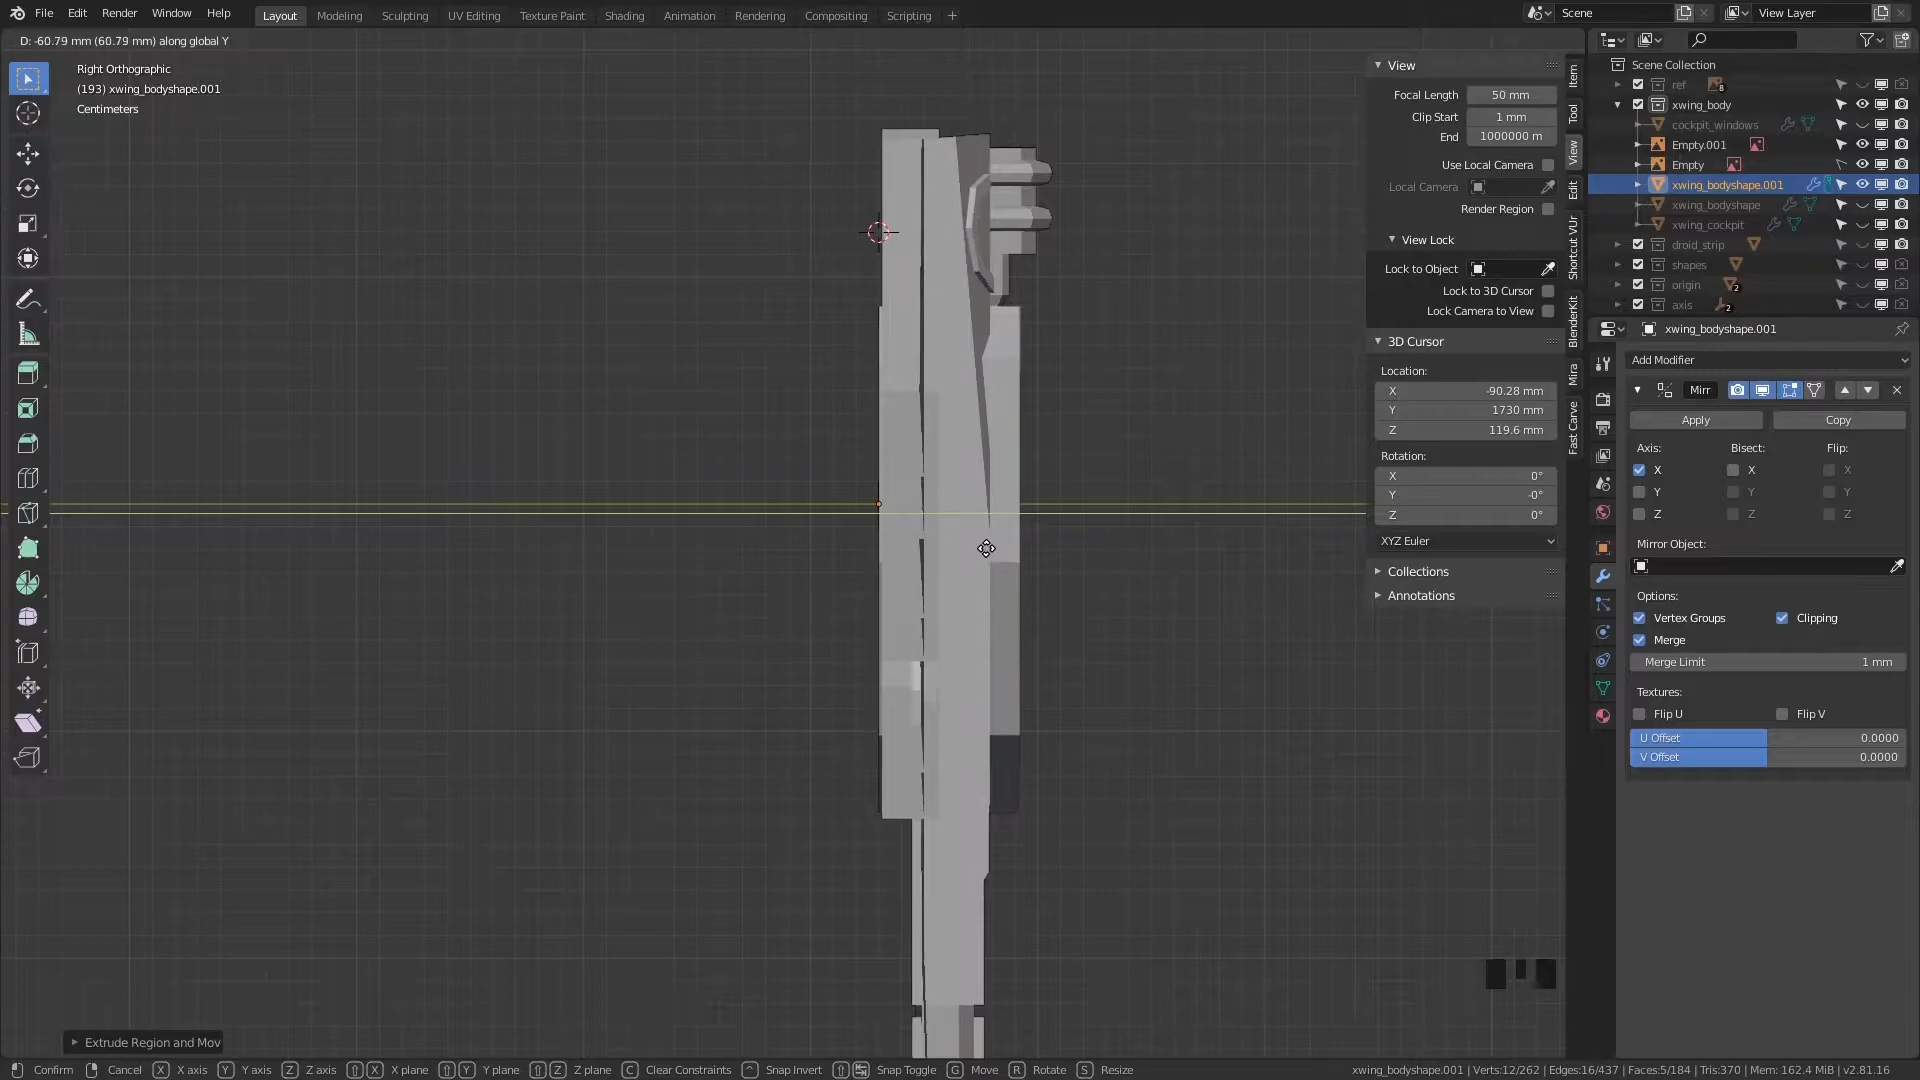 File Edit Render Window Help
Layout Modeling Sculpting UV Editing Texture Paint Shading Animation Rendering Compositing Scripting +
Scene
View Layer
D: -60.79 mm (60.79 mm) along global Y
Right Orthographic
(193) xwing_bodyshape.001
Centimeters
View
Focal Length 50 mm
Clip Start 1 mm
End 1000000 m
Use Local Camera
Local Camera
Render Region
View Lock
Lock to Object
Lock to 3D Cursor
Lock Camera to View
3D Cursor
Location:
X -90.28 mm
Y 1730 mm
Z 119.6 mm
Rotation:
X 0°
Y -0°
Z 0°
XYZ Euler
Collections
Annotations
Item
Tool
View
Edit
Shortcut VUr
BlenderKit
Mira
Fast Carve
Scene Collection
ref 8
xwing_body
cockpit_windows
Empty.001
Empty
xwing_bodyshape.001
xwing_bodyshape
xwing_cockpit
droid_strip
shapes
origin 2
axis 2
xwing_bodyshape.001
Add Modifier
Mirr
Apply Copy
Axis: Bisect: Flip:
X X X
Y Y Y
Z Z Z
Mirror Object:
Options:
Vertex Groups Clipping
Merge
Merge Limit 1 mm
Textures:
Flip U Flip V
U Offset 0.0000
V Offset 0.0000
Extrude Region and Mov
Confirm Cancel X X axis Y Y axis Z Z axis X X plane Y Y plane Z Z plane C Clear Constraints Snap Invert Snap Toggle G Move R Rotate S Resize
xwing_bodyshape.001 | Verts:12/262 | Edges:16/437 | Faces:5/184 | Tris:370 | Mem: 162.4 MiB | v2.81.16